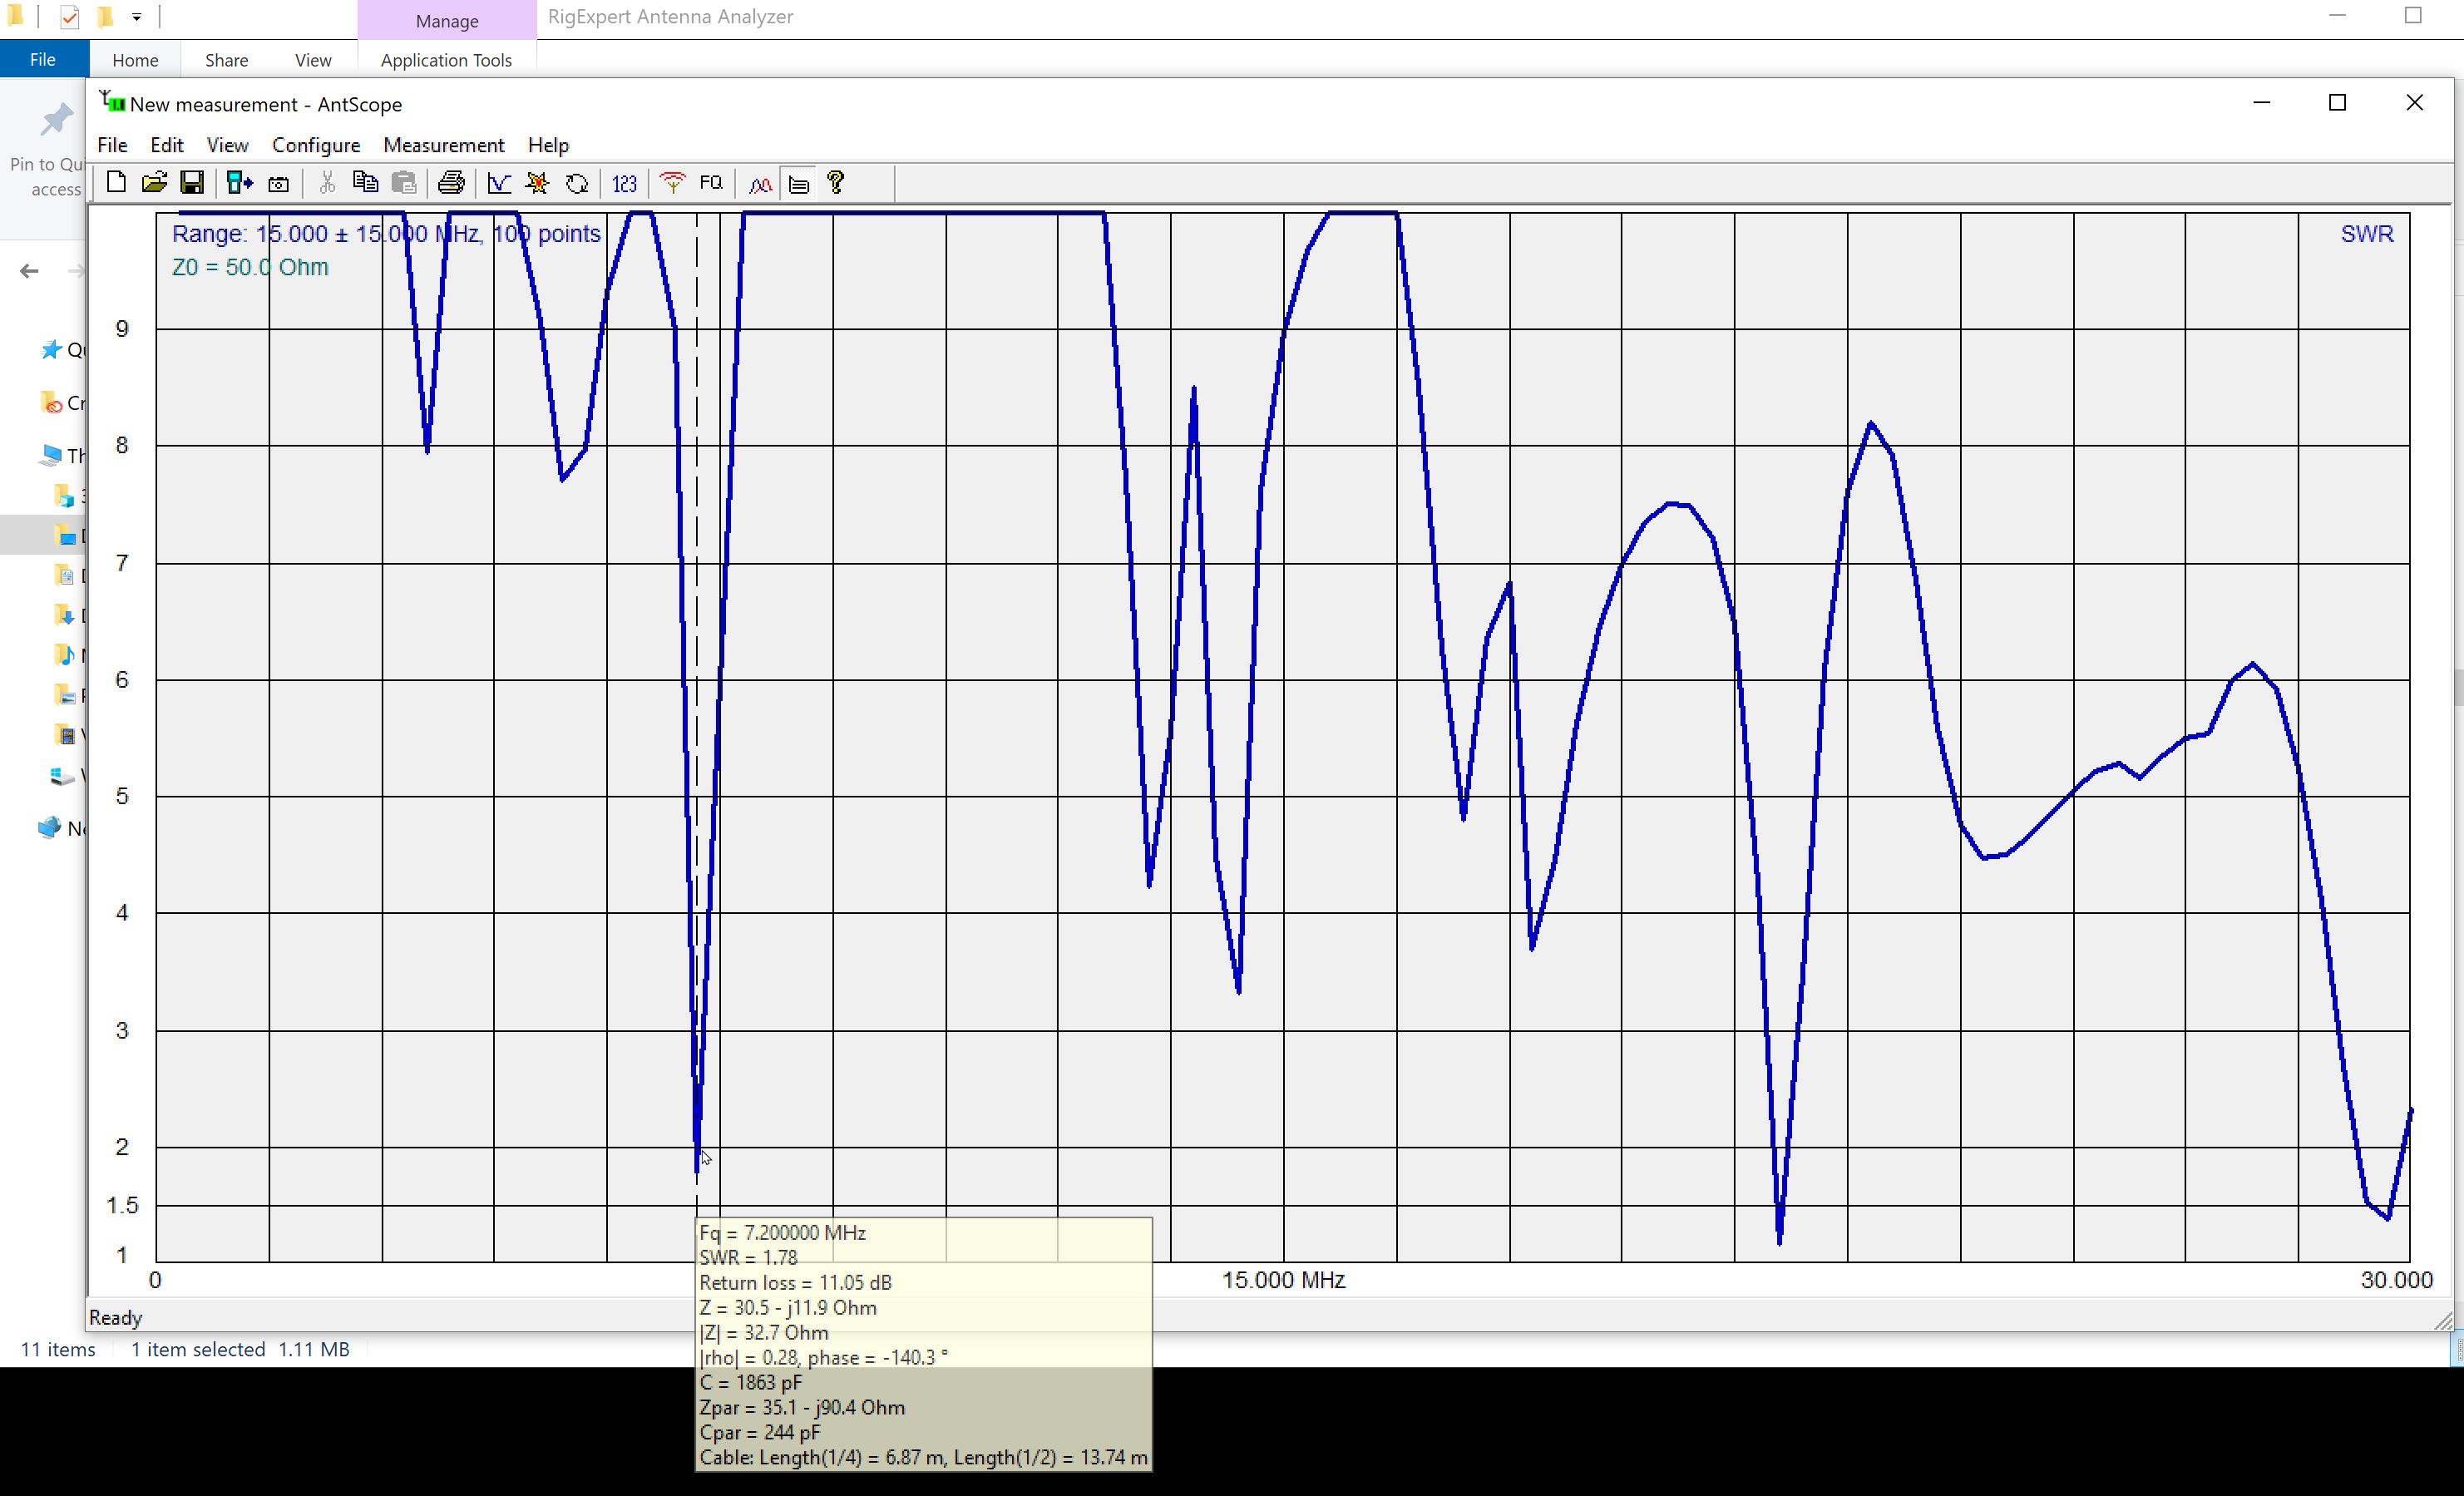 Manage
RigExpert Antenna Analyzer
File
Home
Share
View
Application Tools
New measurement - AntScope
File Edit View Configure Measurement Help
Pin to Qu
access
123
FQ
Range: 15.000 ± 15.000 MHz, 100 points
Z0 = 50.0 Ohm
SWR
9
8
7
6
5
4
3
2
1.5
1
0
15.000 MHz
30.000
Fq = 7.200000 MHz
SWR = 1.78
Return loss = 11.05 dB
Z = 30.5 - j11.9 Ohm
|Z| = 32.7 Ohm
|rho| = 0.28, phase = -140.3 °
C = 1863 pF
Zpar = 35.1 - j90.4 Ohm
Cpar = 244 pF
Cable: Length(1/4) = 6.87 m, Length(1/2) = 13.74 m
Ready
11 items
1 item selected 1.11 MB